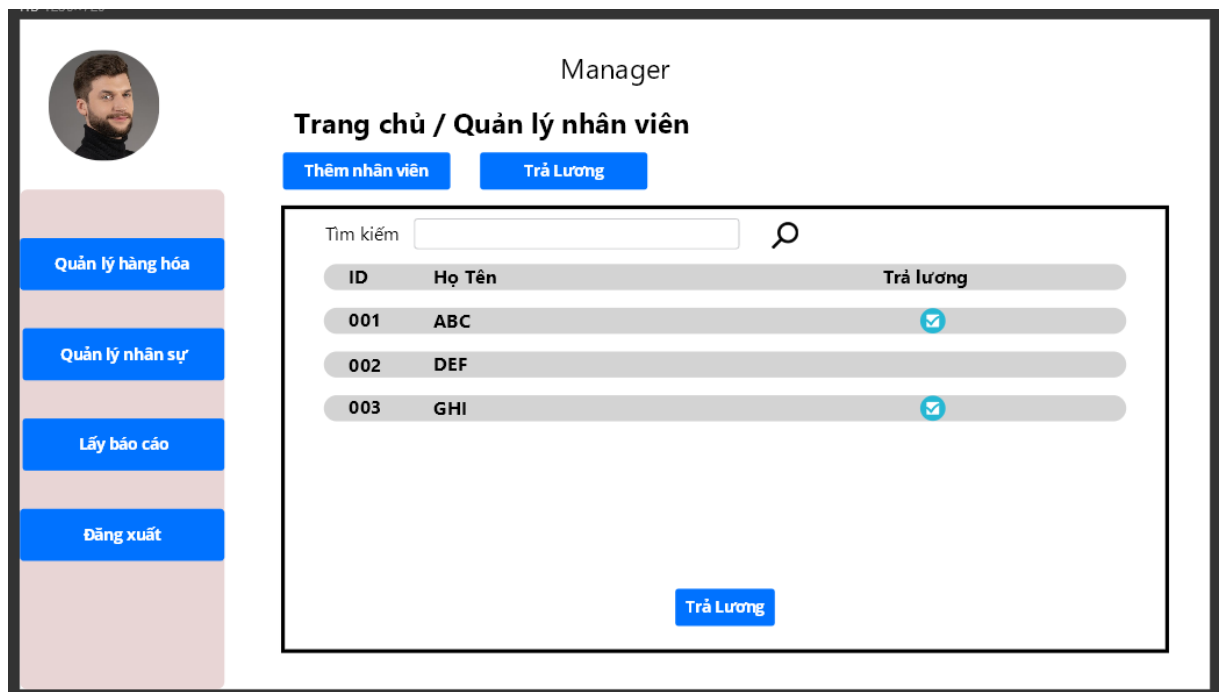 Manager
Trang chủ / Quản lý nhân viên
Thêm nhân viên Trả Lương
Tìm kiếm
Quản lý hàng hóa
ID Họ Tên Trả lương
001 ABC
Quản lý nhân sự
002 DEF
003 GHI
Lấy báo cáo
Đăng xuất
Trả Lương